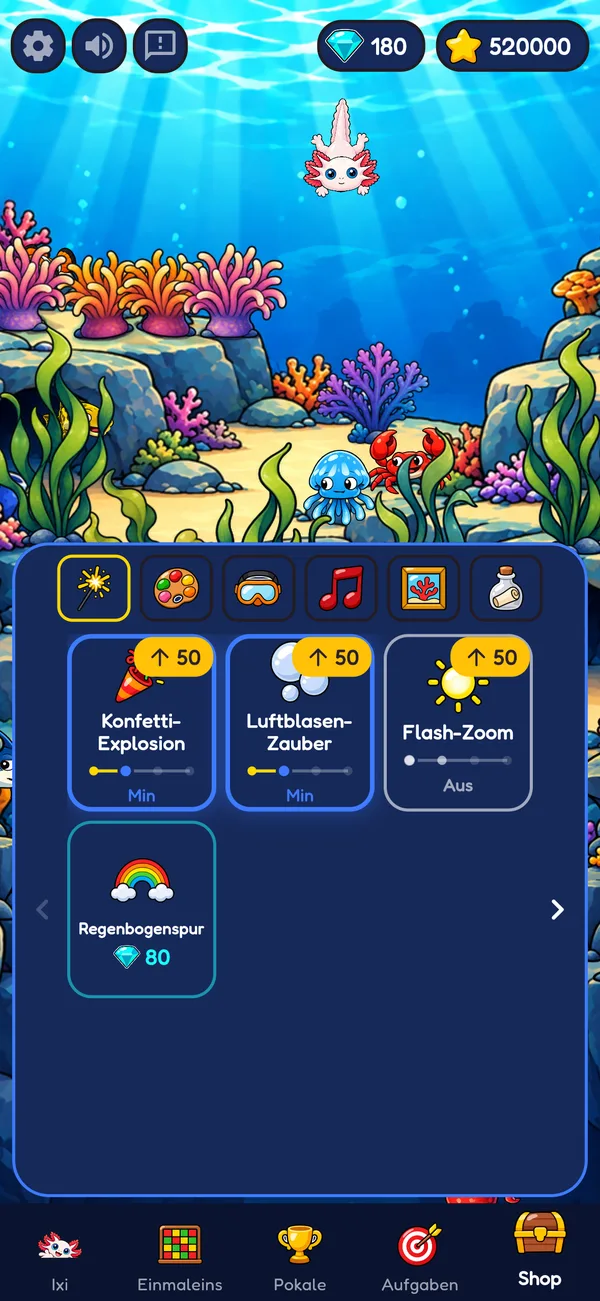 180
520000
↑ 50
↑ 50
↑ 50
Konfetti-
Explosion
Min
Luftblasen-
Zauber
Min
Flash-Zoom
Aus
Regenbogenspur
80
Ixi
Einmaleins
Pokale
Aufgaben
Shop